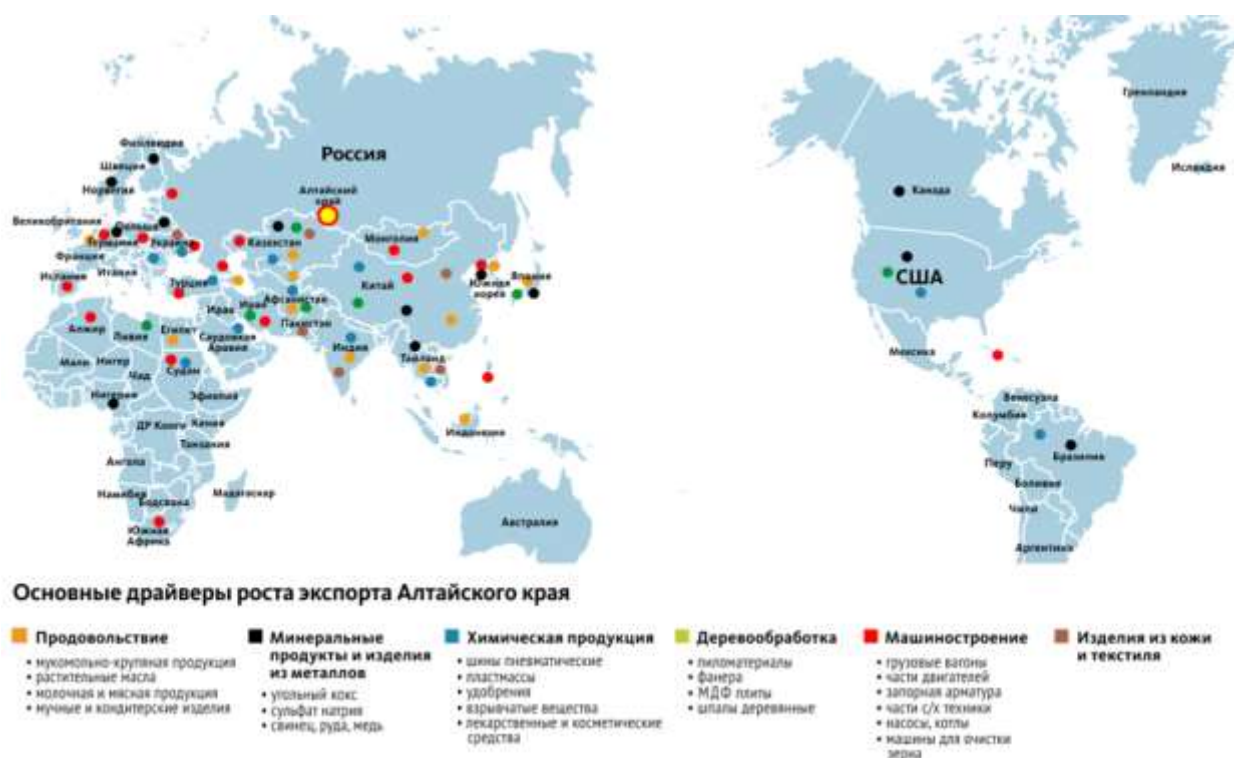 Гренландия
Исландия
Финляндия
Швеция
Норвегия
Россия
Алтайский
край
Канада
Великобритания
Польша
Германия
Украина
Франция
Италия
Испания
Турция
Казахстан
Монголия
Китай
Южная
корея
Япония
США
Афганистан
Иран
Ирак
Пакистан
Саудовская
Аравия
Индия
Таиланд
Алжир
Ливия
Египет
Мали
Нигер
Чад
Судан
Нигерия
Эфиопия
ДР Конго
Кения
Танзания
Ангола
Намибия
Ботсвана
Мадагаскар
Южная
Африка
Индонезия
Австралия
Мексика
Венесуэла
Колумбия
Перу
Бразилия
Боливия
Чили
Аргентина
Основные драйверы роста экспорта Алтайского края
Продовольствие
• мукомольно-крупяная продукция
• растительные масла
• молочная и мясная продукция
• мучные и кондитерские изделия
Минеральные
продукты и изделия
из металлов
• угольный кокс
• сульфат натрия
• свинец, руда, медь
Химическая продукция
• шины пневматические
• пластмассы
• удобрения
• взрывчатые вещества
• лекарственные и косметические
средства
Деревообработка
• пиломатериалы
• фанера
• МДФ плиты
• шпалы деревянные
Машиностроение
• грузовые вагоны
• части двигателей
• запорная арматура
• части с/х техники
• насосы, котлы
• машины для очистки
зерна
Изделия из кожи
и текстиля